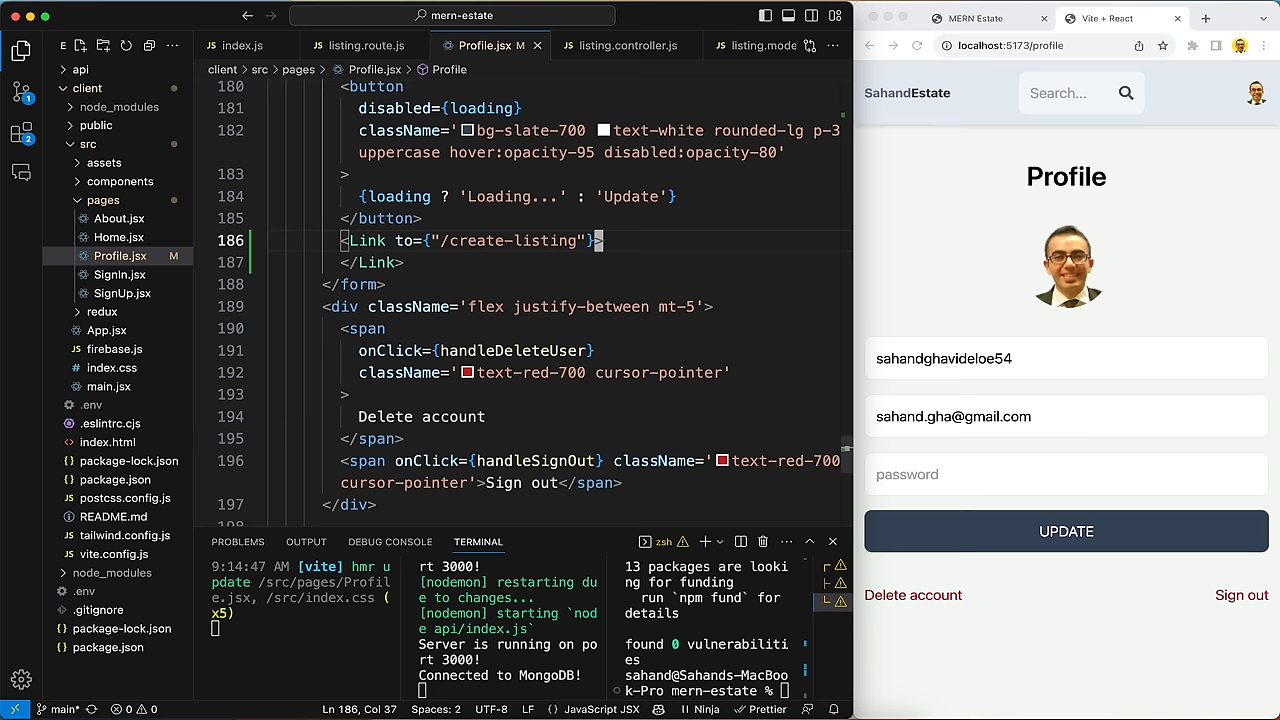 mern-estate
E
index.js
listing.route.js
Profile.jsx M
listing.controller.js
listing.mode
client > src > pages > Profile.jsx > Profile
api
client
node_modules
public
src
assets
components
pages
About.jsx
Home.jsx
Profile.jsx M
SignIn.jsx
SignUp.jsx
redux
App.jsx
JS firebase.js
# index.css
main.jsx
.env
.eslintrc.cjs
<> index.html
{} package-lock.json
{} package.json
JS postcss.config.js
README.md
JS tailwind.config.js
JS vite.config.js
node_modules
.env
.gitignore
{} package-lock.json
{} package.json
180 <button
181 disabled={loading}
182 className='bg-slate-700 text-white rounded-lg p-3
uppercase hover:opacity-95 disabled:opacity-80'
183 >
184 {loading ? 'Loading...' : 'Update'}
185 </button>
186 <Link to={"/create-listing"}>
187 </Link>
188 </form>
189 <div className='flex justify-between mt-5'>
190 <span
191 onClick={handleDeleteUser}
192 className='text-red-700 cursor-pointer'
193 >
194 Delete account
195 </span>
196 <span onClick={handleSignOut} className='text-red-700
cursor-pointer'>Sign out</span>
197 </div>
198
PROBLEMS OUTPUT DEBUG CONSOLE TERMINAL
zsh
9:14:47 AM [vite] hmr u
pdate /src/pages/Profil
e.jsx, /src/index.css (
x5)
rt 3000!
[nodemon] restarting du
e to changes...
[nodemon] starting `nod
e api/index.js`
Server is running on po
rt 3000!
Connected to MongoDB!
13 packages are looki
ng for funding
run `npm fund` for
details
found 0 vulnerabiliti
es
sahand@Sahands-MacBoo
k-Pro mern-estate %
main* 0 0
Ln 186, Col 37 Spaces: 2 UTF-8 LF {} JavaScript JSX Ninja Prettier
1
2
MERN Estate
Vite + React
localhost:5173/profile
SahandEstate
Search...
Profile
sahandghavideloe54
sahand.gha@gmail.com
password
UPDATE
Delete account
Sign out